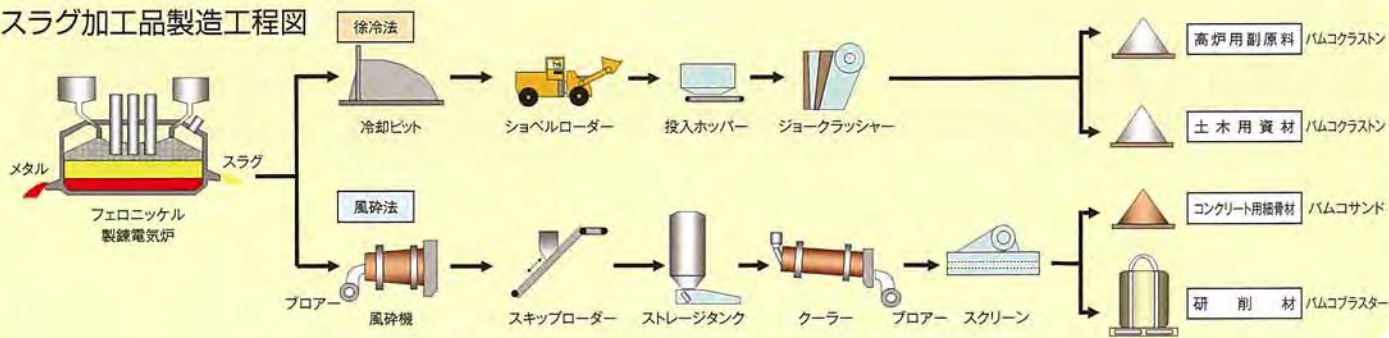 スラグ加工品製造工程図
メタル
スラグ
フェロニッケル
製錬電気炉
徐冷法
冷却ピット
ショベルローダー
投入ホッパー
ジョークラッシャー
高炉用副原料 パムコクラストン
土木用資材 パムコクラストン
風砕法
ブロアー
風砕機
スキップローダー
ストレージタンク
クーラー
ブロアー
スクリーン
コンクリート用細骨材 パムコサンド
研削材 パムコブラスター